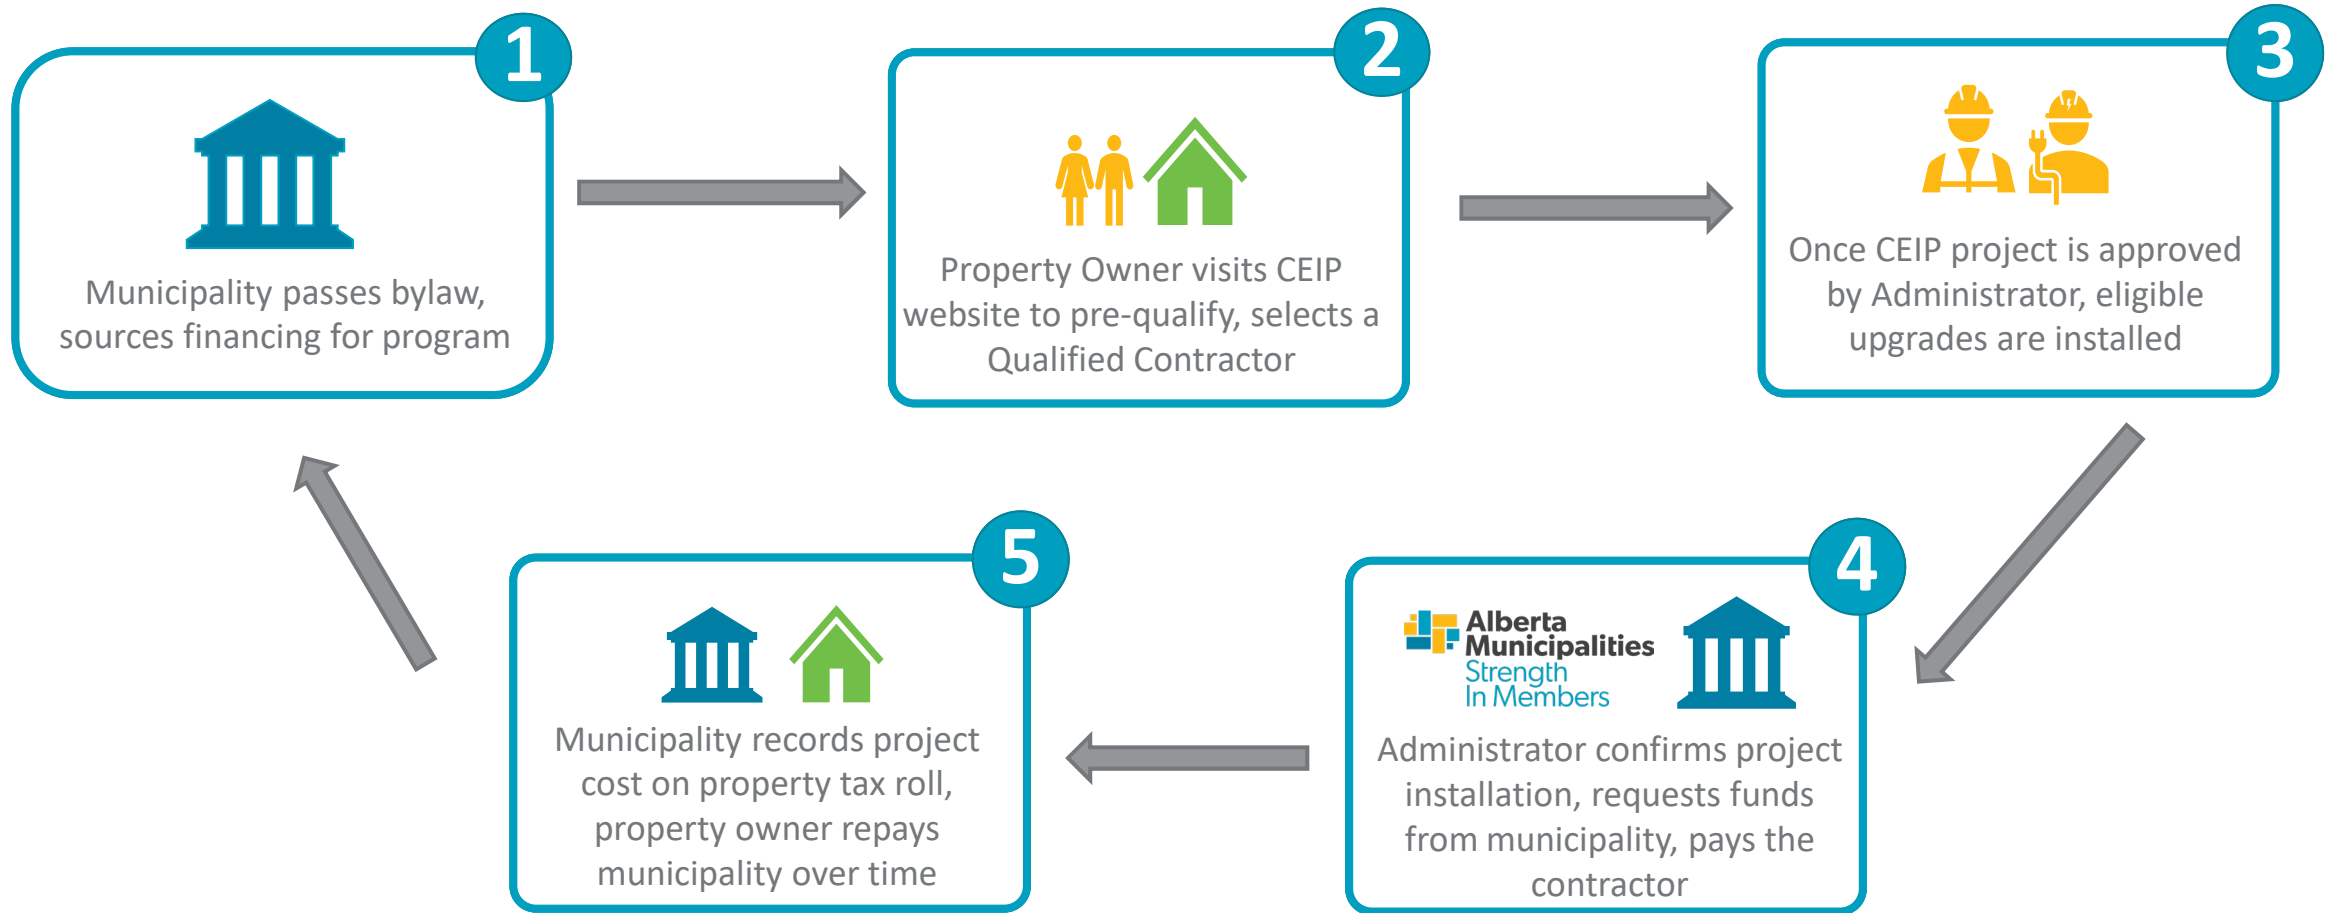 1
Municipality passes bylaw,
sources financing for program
2
Property Owner visits CEIP
website to pre-qualify, selects a
Qualified Contractor
3
Once CEIP project is approved
by Administrator, eligible
upgrades are installed
4
Alberta
Municipalities
Strength
In Members
Administrator confirms project
installation, requests funds
from municipality, pays the
contractor
5
Municipality records project
cost on property tax roll,
property owner repays
municipality over time